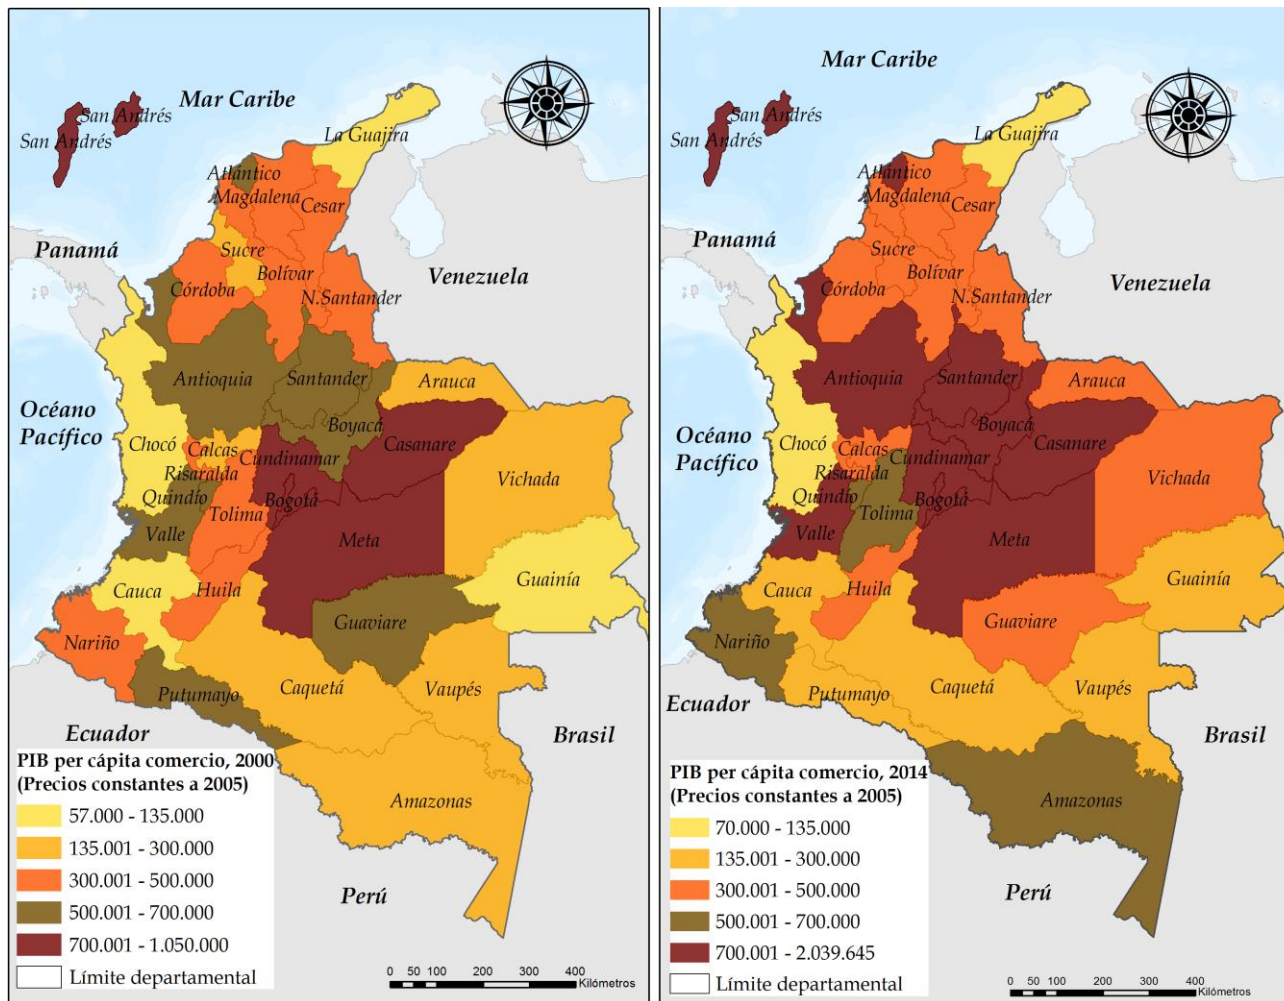 Mar Caribe
San Andrés
San Andrés
La Guajira
Atlántico
Magdalena
Cesar
Panamá
Sucre
Bolívar
Venezuela
Córdoba
N.Santander
Antioquia
Santander
Arauca
Océano
Pacífico
Boyacá
Casanare
Chocó
Calcas
Cundinamar
Risaralda
Vichada
Quindío
Bogotá
Tolima
Valle
Meta
Guainía
Cauca
Huila
Guaviare
Nariño
Caquetá
Vaupés
Putumayo
Ecuador
Brasil
Amazonas
Perú
PIB per cápita comercio, 2000
(Precios constantes a 2005)
57.000 - 135.000
135.001 - 300.000
300.001 - 500.000
500.001 - 700.000
700.001 - 1.050.000
Límite departamental
0 50 100 200 300 400
Kilómetros
Mar Caribe
San Andrés
San Andrés
La Guajira
Atlántico
Magdalena
Cesar
Panamá
Sucre
Bolívar
Venezuela
Córdoba
N.Santander
Antioquia
Santander
Arauca
Océano
Pacífico
Boyacá
Casanare
Chocó
Calcas
Cundinamar
Risaralda
Vichada
Quindío
Bogotá
Tolima
Valle
Meta
Guainía
Cauca
Huila
Guaviare
Nariño
Caquetá
Vaupés
Putumayo
Ecuador
Brasil
Amazonas
Perú
PIB per cápita comercio, 2014
(Precios constantes a 2005)
70.000 - 135.000
135.001 - 300.000
300.001 - 500.000
500.001 - 700.000
700.001 - 2.039.645
Límite departamental
0 50 100 200 300 400
Kilómetros